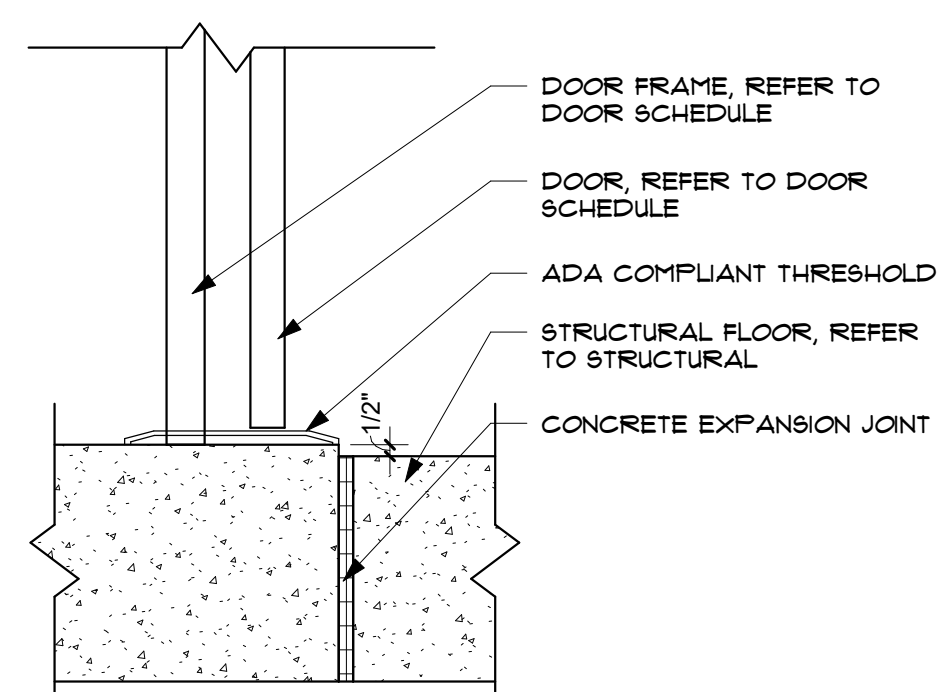 DOOR FRAME, REFER TO
DOOR SCHEDULE
DOOR, REFER TO DOOR
SCHEDULE
ADA COMPLIANT THRESHOLD
STRUCTURAL FLOOR, REFER
TO STRUCTURAL
1/2"
CONCRETE EXPANSION JOINT